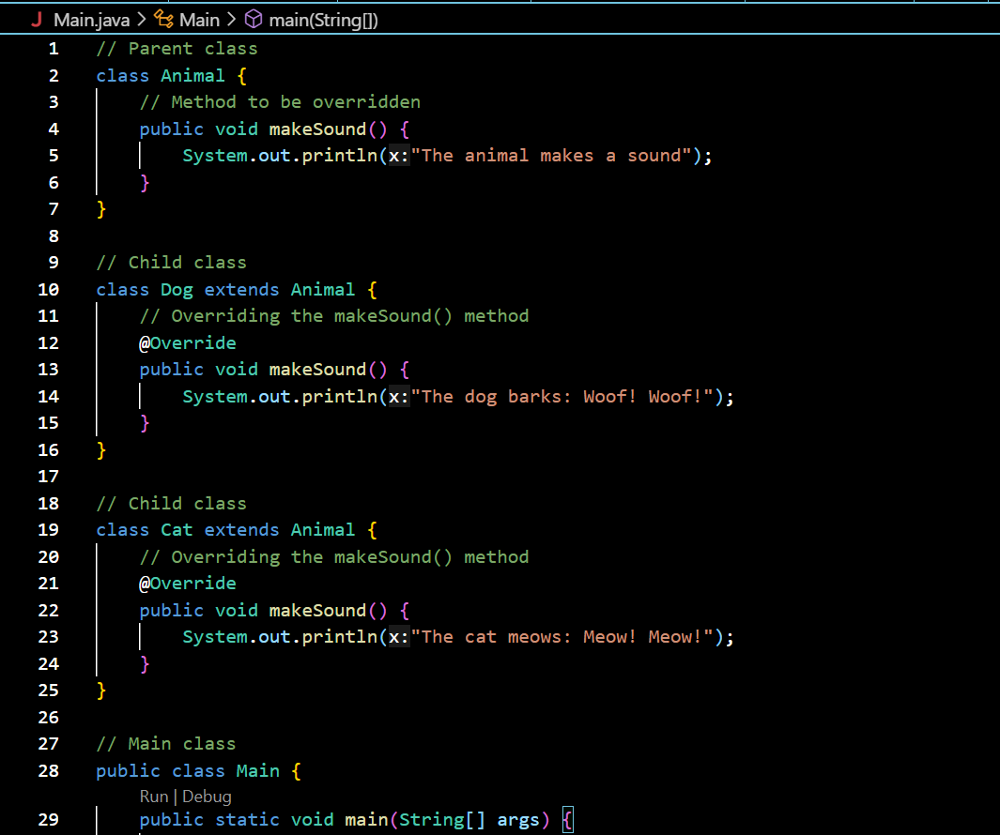 Main.java > Main > main(String[])
1 // Parent class
2 class Animal {
3     // Method to be overridden
4     public void makeSound() {
5         System.out.println(x:"The animal makes a sound");
6     }
7 }
8
9 // Child class
10 class Dog extends Animal {
11     // Overriding the makeSound() method
12     @Override
13     public void makeSound() {
14         System.out.println(x:"The dog barks: Woof! Woof!");
15     }
16 }
17
18 // Child class
19 class Cat extends Animal {
20     // Overriding the makeSound() method
21     @Override
22     public void makeSound() {
23         System.out.println(x:"The cat meows: Meow! Meow!");
24     }
25 }
26
27 // Main class
28 public class Main {
Run | Debug
29     public static void main(String[] args) {